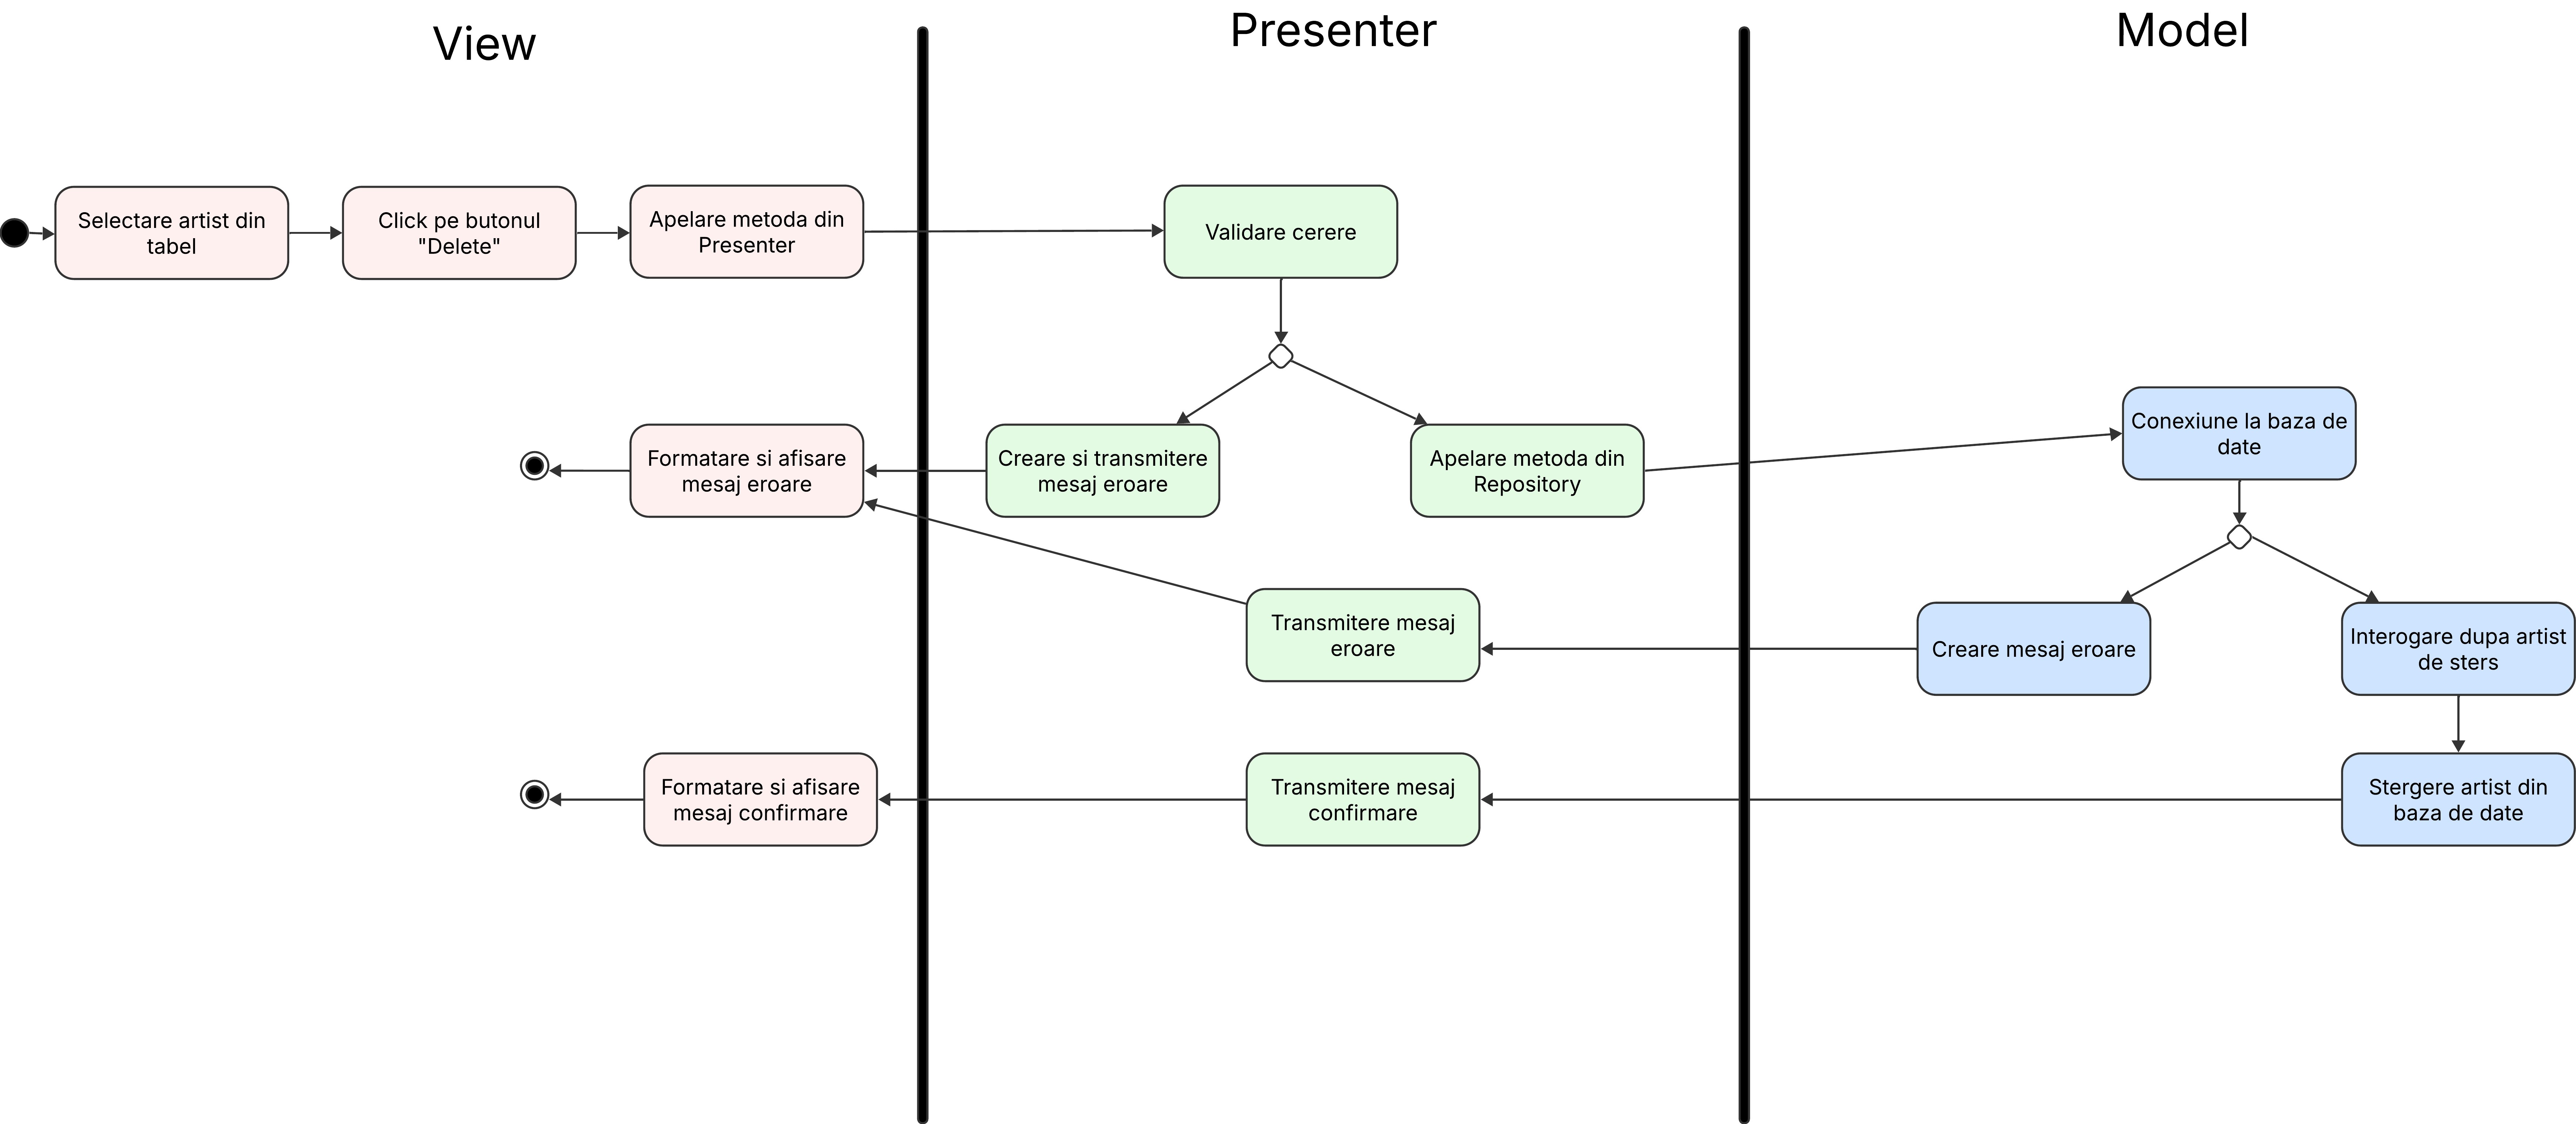 View
Presenter
Model
Selectare artist din
tabel
Click pe butonul
"Delete"
Apelare metoda din
Presenter
Validare cerere
Formatare si afisare
mesaj eroare
Creare si transmitere
mesaj eroare
Apelare metoda din
Repository
Conexiune la baza de
date
Transmitere mesaj
eroare
Creare mesaj eroare
Interogare dupa artist
de sters
Formatare si afisare
mesaj confirmare
Transmitere mesaj
confirmare
Stergere artist din
baza de date